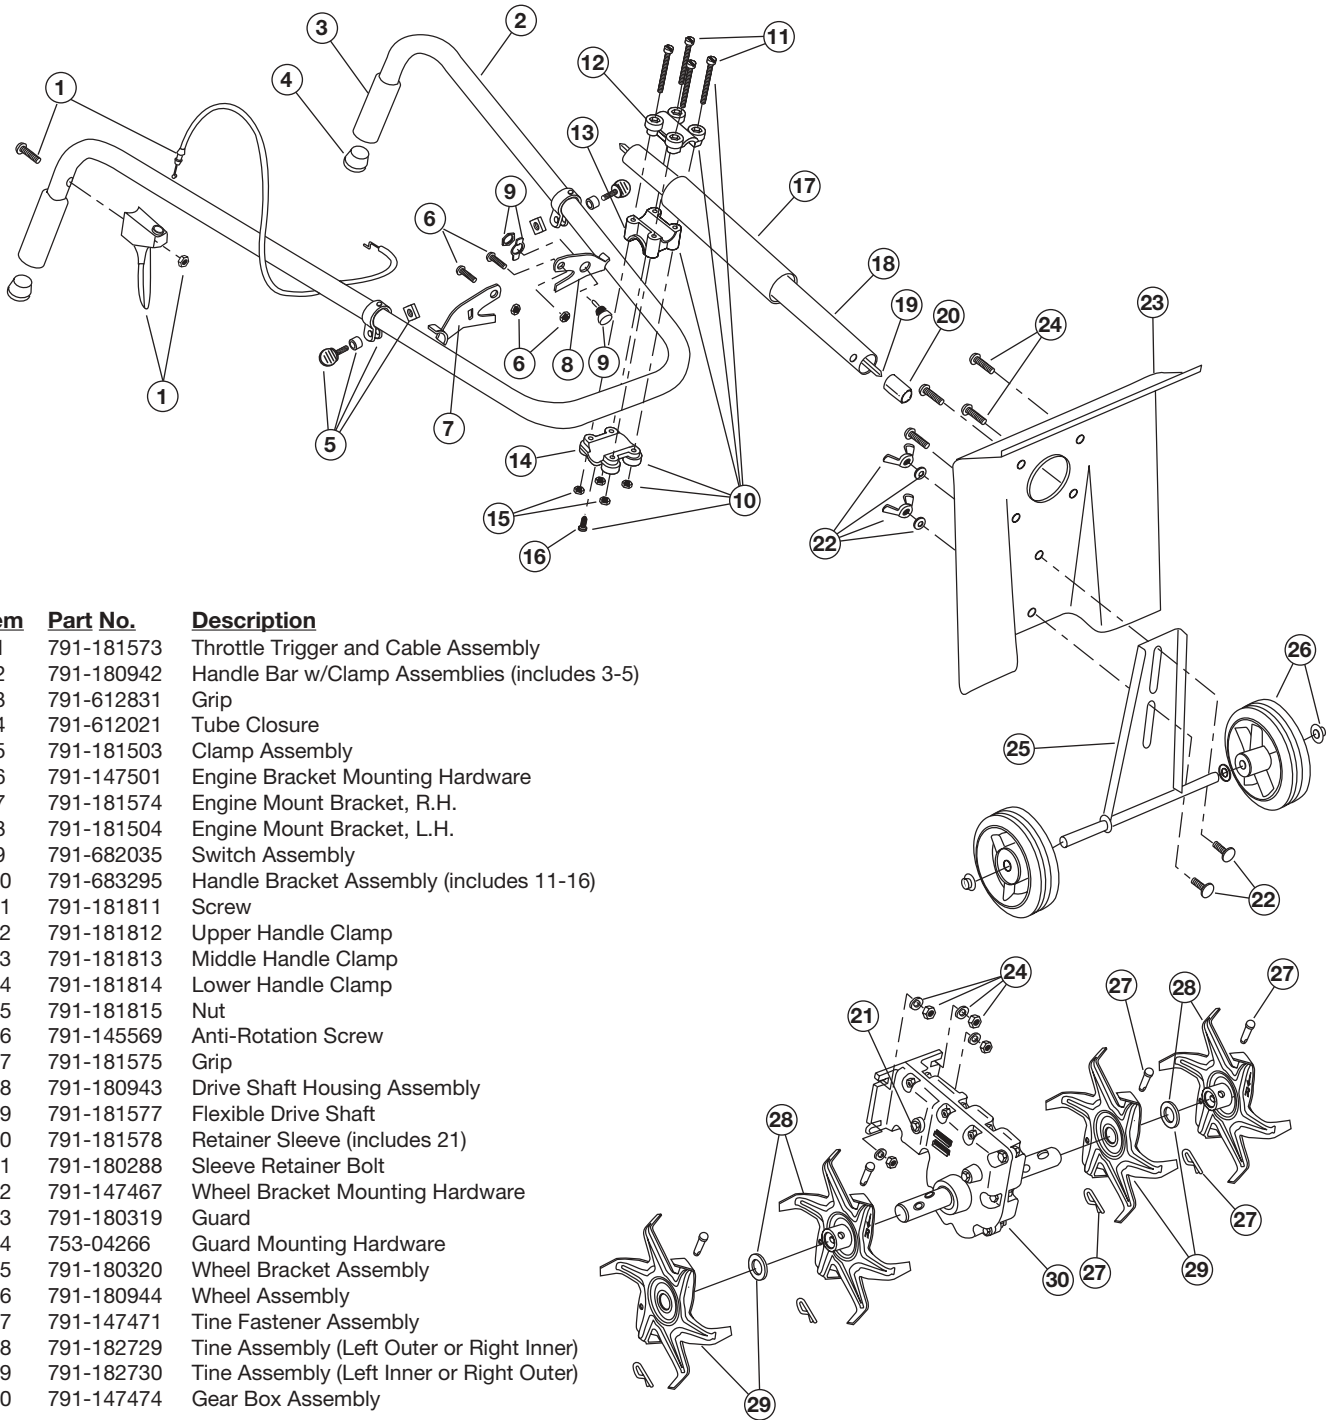 3
2
11
12
4
1
13
17
9
6
18
19
20
24
23
6
8
9
1
7
5
14
10
15
16
22
26
25
22
em Part No. Description
1 791-181573 Throttle Trigger and Cable Assembly
2 791-180942 Handle Bar w/Clamp Assemblies (includes 3-5)
3 791-612831 Grip
4 791-612021 Tube Closure
5 791-181503 Clamp Assembly
6 791-147501 Engine Bracket Mounting Hardware
7 791-181574 Engine Mount Bracket, R.H.
8 791-181504 Engine Mount Bracket, L.H.
9 791-682035 Switch Assembly
0 791-683295 Handle Bracket Assembly (includes 11-16)
1 791-181811 Screw
2 791-181812 Upper Handle Clamp
3 791-181813 Middle Handle Clamp
4 791-181814 Lower Handle Clamp
5 791-181815 Nut
6 791-145569 Anti-Rotation Screw
7 791-181575 Grip
8 791-180943 Drive Shaft Housing Assembly
9 791-181577 Flexible Drive Shaft
0 791-181578 Retainer Sleeve (includes 21)
1 791-180288 Sleeve Retainer Bolt
2 791-147467 Wheel Bracket Mounting Hardware
3 791-180319 Guard
4 753-04266 Guard Mounting Hardware
5 791-180320 Wheel Bracket Assembly
6 791-180944 Wheel Assembly
7 791-147471 Tine Fastener Assembly
8 791-182729 Tine Assembly (Left Outer or Right Inner)
9 791-182730 Tine Assembly (Left Inner or Right Outer)
0 791-147474 Gear Box Assembly
24
27
28
27
21
28
27
27
30
29
29